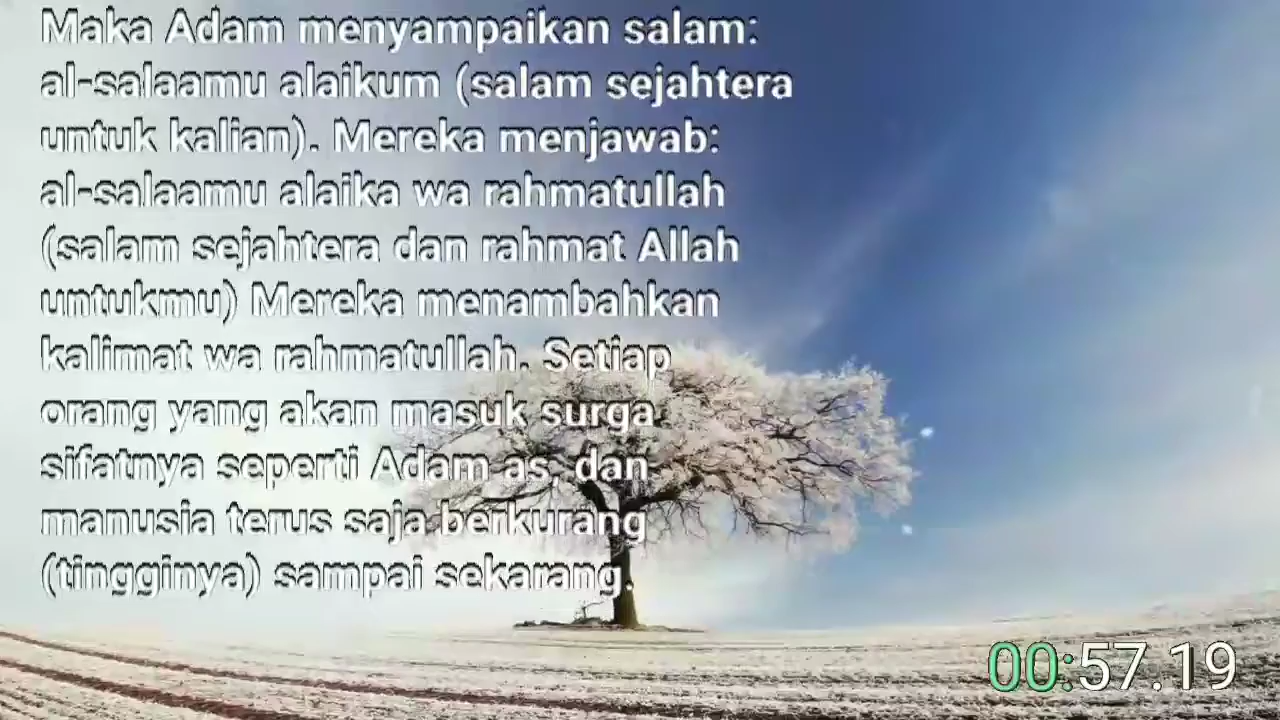 Maka Adam menyampaikan salam:
al-salaamu alaikum (salam sejahtera
untuk kalian). Mereka menjawab:
al-salaamu alaika wa rahmatullah
(salam sejahtera dan rahmat Allah
untukmu) Mereka menambahkan
kalimat wa rahmatullah. Setiap
orang yang akan masuk surga
sifatnya seperti Adam as, dan
manusia terus saja berkurang
(tingginya) sampai sekarang.
00:57.19